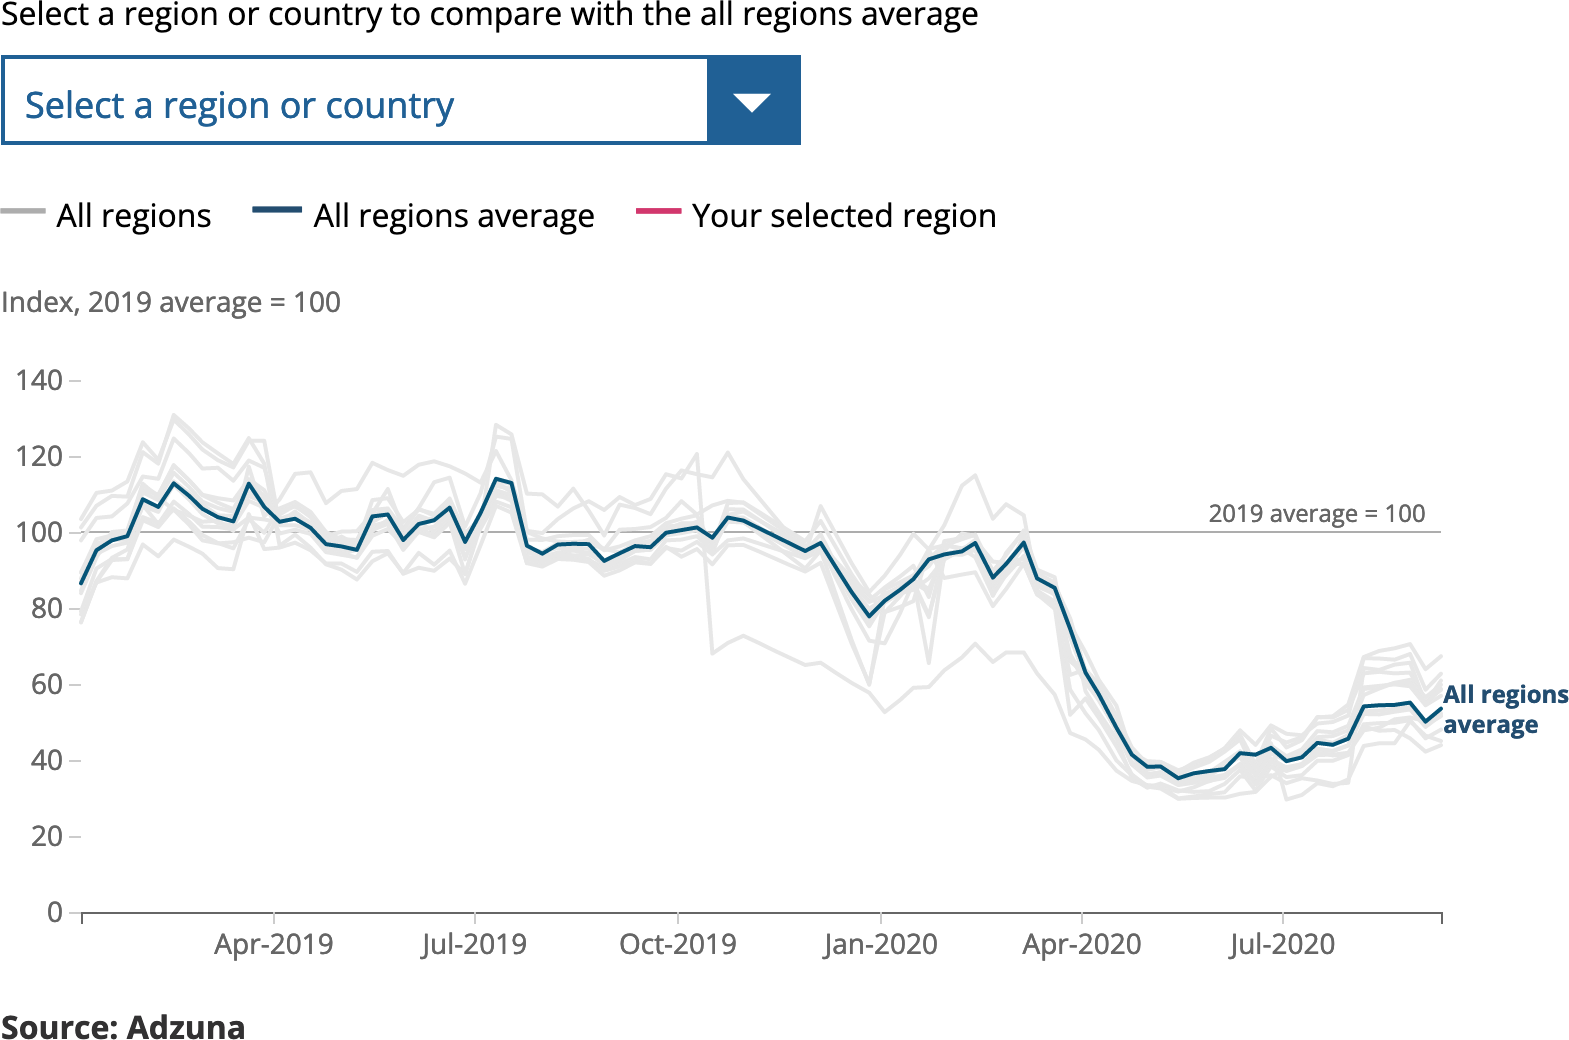 Select a region or country to compare with the all regions average
Select a region or country
All regions
All regions average
Your selected region
Index, 2019 average = 100
140
120
100
2019 average = 100
80
60
All regions
average
40
20
0
Apr-2019
Jul-2019
Oct-2019
Jan-2020
Apr-2020
Jul-2020
Source: Adzuna